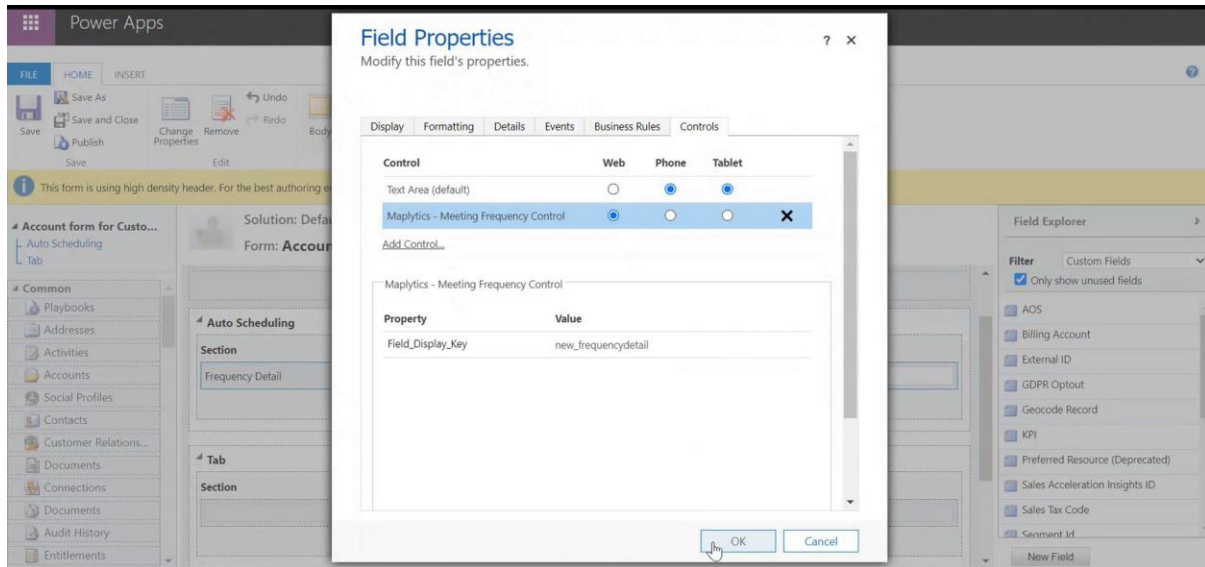 Power Apps
FILE HOME INSERT
Save
Save As
Save and Close
Publish
Save
Change Properties
Remove
Undo
Redo
Edit
Body
This form is using high density header. For the best authoring
Account form for Custo...
Auto Scheduling
Tab
Common
Playbooks
Addresses
Activities
Accounts
Social Profiles
Contacts
Customer Relations...
Documents
Connections
Documents
Audit History
Entitlements
Solution:
Form:
Auto Scheduling
Section
Frequency Detail
Tab
Section
Field Properties ? ×
Modify this field's properties.
Display Formatting Details Events Business Rules Controls
Control Web Phone Tablet
Text Area (default)
Maplytics - Meeting Frequency Control
Add Control...
Maplytics - Meeting Frequency Control
Property Value
Field_Display_Key new_frequencydetail
OK Cancel
Field Explorer
Filter Custom Fields
Only show unused fields
AOS
Billing Account
External ID
GDPR Optout
Geocode Record
KPI
Preferred Resource (Deprecated)
Sales Acceleration Insights ID
Sales Tax Code
Segment Id
New Field